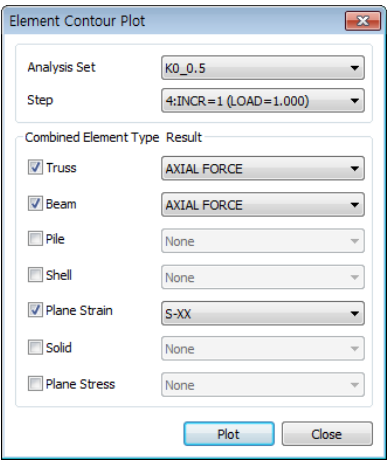 Element Contour Plot
Analysis Set K0_0.5
Step 4:INCR=1 (LOAD=1.000)
Combined Element Type Result
Truss AXIAL FORCE
Beam AXIAL FORCE
Pile None
Shell None
Plane Strain S-XX
Solid None
Plane Stress None
Plot Close